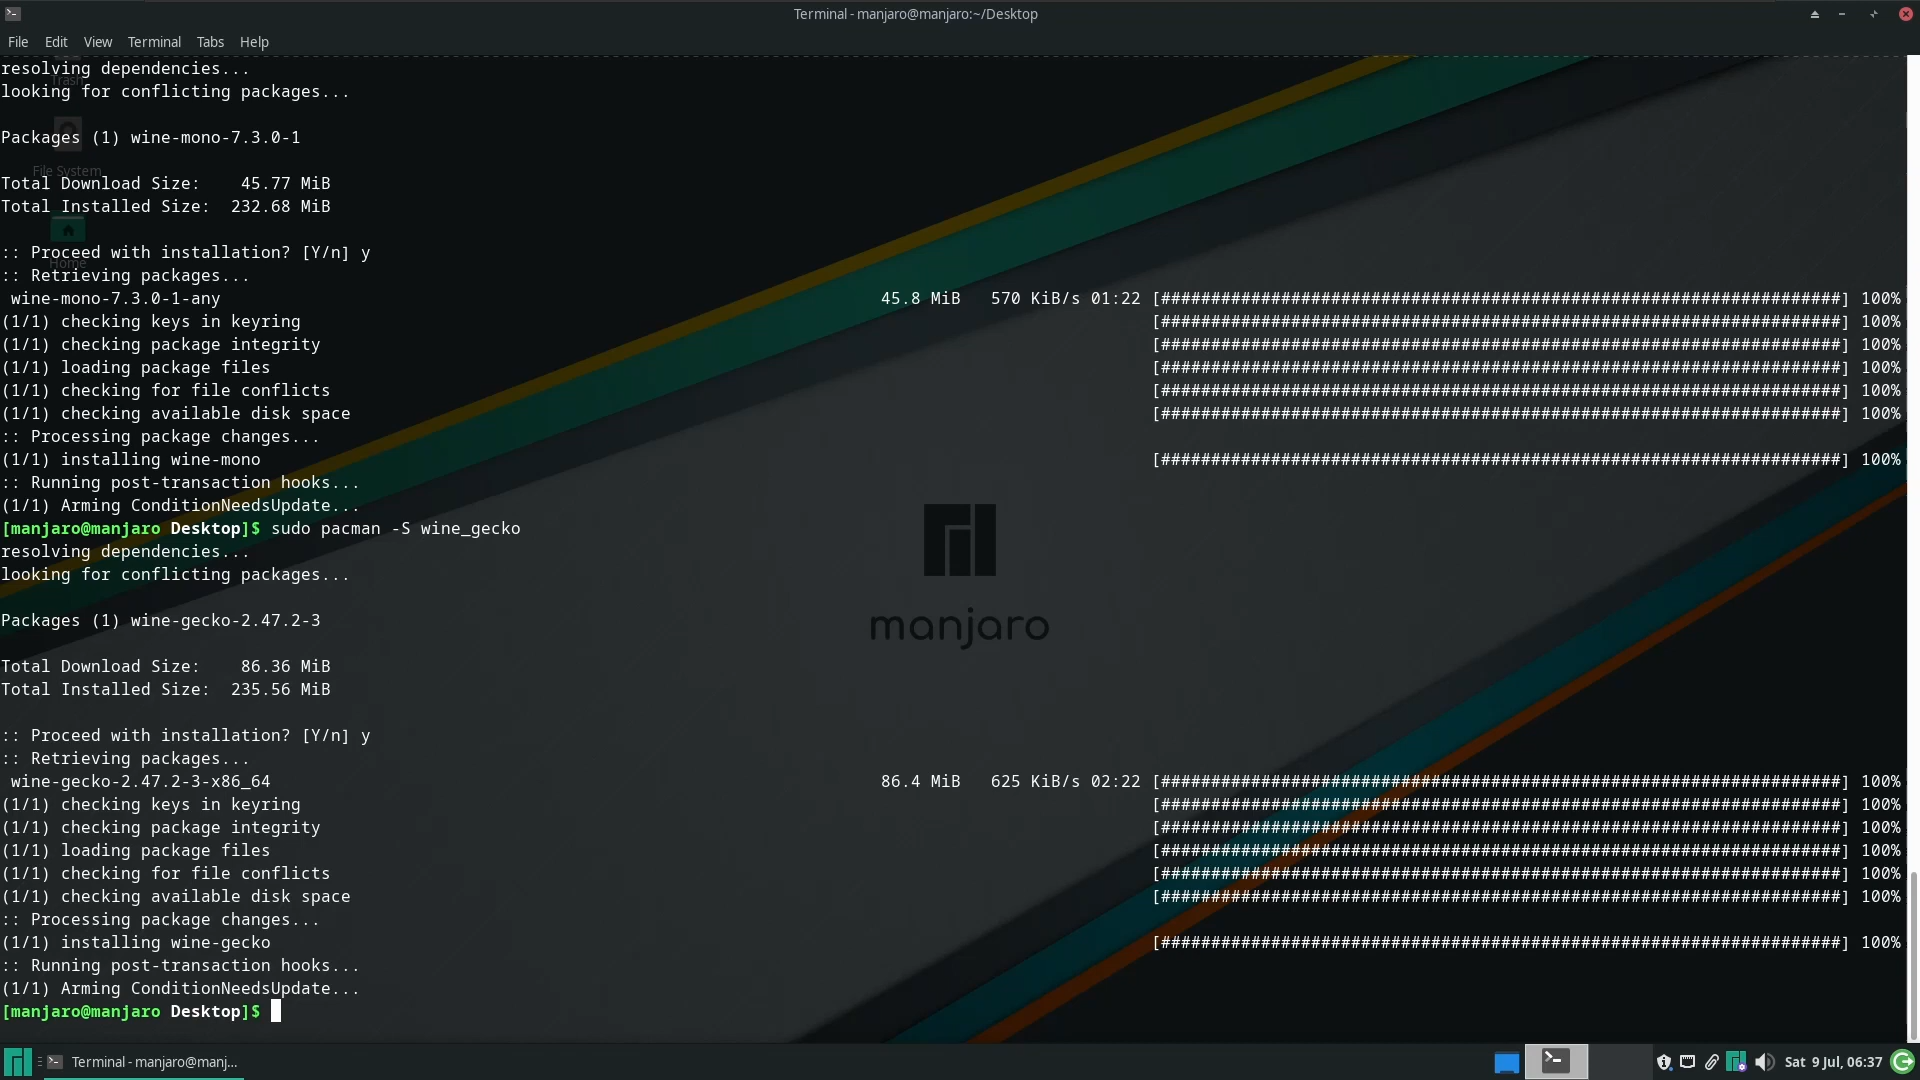 Terminal - manjaro@manjaro:~/Desktop
File Edit View Terminal Tabs Help
resolving dependencies...
Trash
looking for conflicting packages...
Packages (1) wine-mono-7.3.0-1
File System
Total Download Size:    45.77 MiB
Total Installed Size:  232.68 MiB
:: Proceed with installation? [Y/n] y
Home
:: Retrieving packages...
wine-mono-7.3.0-1-any 45.8 MiB 570 KiB/s 01:22 [####################################################################] 100%
(1/1) checking keys in keyring [####################################################################] 100%
(1/1) checking package integrity [####################################################################] 100%
(1/1) loading package files [####################################################################] 100%
(1/1) checking for file conflicts [####################################################################] 100%
(1/1) checking available disk space [####################################################################] 100%
:: Processing package changes...
(1/1) installing wine-mono [####################################################################] 100%
:: Running post-transaction hooks...
(1/1) Arming ConditionNeedsUpdate...
[manjaro@manjaro Desktop]$ sudo pacman -S wine_gecko
resolving dependencies...
looking for conflicting packages...
Packages (1) wine-gecko-2.47.2-3
manjaro
Total Download Size:    86.36 MiB
Total Installed Size:  235.56 MiB
:: Proceed with installation? [Y/n] y
:: Retrieving packages...
wine-gecko-2.47.2-3-x86_64 86.4 MiB 625 KiB/s 02:22 [####################################################################] 100%
(1/1) checking keys in keyring [####################################################################] 100%
(1/1) checking package integrity [####################################################################] 100%
(1/1) loading package files [####################################################################] 100%
(1/1) checking for file conflicts [####################################################################] 100%
(1/1) checking available disk space [####################################################################] 100%
:: Processing package changes...
(1/1) installing wine-gecko [####################################################################] 100%
:: Running post-transaction hooks...
(1/1) Arming ConditionNeedsUpdate...
[manjaro@manjaro Desktop]$
Terminal - manjaro@manj...
Sat 9 Jul, 06:37